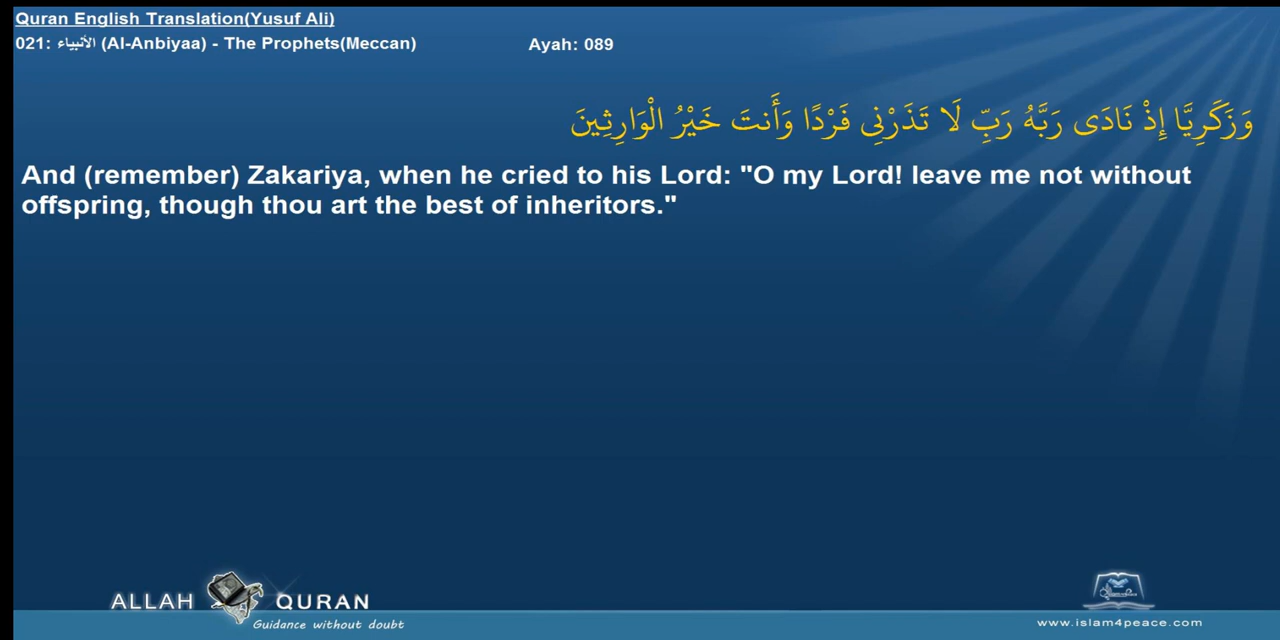 Quran English Translation(Yusuf Ali)
021: الأنبياء (Al-Anbiyaa) - The Prophets(Meccan)
Ayah: 089
وَزَكَرِيَّا إِذْ نَادَى رَبَّهُ رَبِّ لَا تَذَرْنِي فَرْدًا وَأَنتَ خَيْرُ الْوَارِثِينَ
And (remember) Zakariya, when he cried to his Lord: "O my Lord! leave me not without
offspring, though thou art the best of inheritors."
ALLAH QURAN
Guidance without doubt
www.islam4peace.com